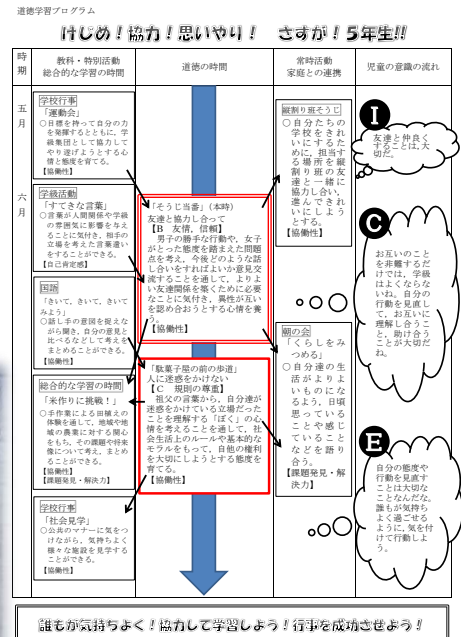 道徳学習プログラム
けじめ！協力！思いやり！　さすが！５年生!!
時期
教科・特別活動
総合的な学習の時間
道徳の時間
常時活動
家庭との連携
児童の意識の流れ
五月
六月
学校行事
「運動会」
○目標を持って自分の力
を発揮するとともに、学
級集団として協力して
やり遂げようとする心情
と態度を育てる。
【協働性】
学級活動
「すてきな言葉」
○言葉が人間関係や学級
の雰囲気に影響を与え
ることに気付き、相手の
立場を考えた言葉遣い
をすることができる。
【自己肯定感】
国語
「きいて、きいて、きいて
みよう」
○話し手の意図を捉えな
がら聞き、自分の意見と
比べるなどして考えを
まとめることができる。
【協働性】
総合的な学習の時間
「米作りに挑戦！」
○手作業による田植えの
体験を通して、地域や地
域の農業に対する関心
をもち、その課題や将来
像について考え、まとめ
ることができる。
【協働性】
【課題発見・解決力】
学校行事
「社会見学」
○公共のマナーに気をつ
けながら、気持ちよく
様々な施設を見学する
ことができる。
【協働性】
「そうじ当番」（本時）
友達と協力し合って
【Ｂ　友情，信頼】
男子の勝手な行動や、女子
がとった態度を踏まえた問題
点を考え、今後どのような話
し合いをすればよいか意見交
流することを通して、よりよ
い友達関係を築くために必要
なことに気付き、異性が互い
を認め合おうとする心情を養
う。
【協働性】
「駄菓子屋の前の歩道」
人に迷惑をかけない
【Ｃ　規則の尊重】
祖父の言葉から、自分達が
迷惑をかけている立場だった
ことを理解する「ぼく」の心
情を考えることを通して、社
会生活上のルールや基本的な
モラルをもって、自他の権利
を大切にしようとする態度を
育てる。
【協働性】
縦割り班そうじ
○自分たちの
学校をきれ
いにするた
めに、担当す
る場所を縦
割り班の友
達と一緒に
協力し合い、
進んできれ
いにしよう
とする。
【協働性】
朝の会
「くらしをみ
つめる」
○自分達の生
活がよりよ
いものにな
るよう、日頃
思っている
ことや感じ
ていること
などを語り
合う。
【課題発見・解
決力】
I
友達と仲良く
することは、大
切だ。
C
お互いのこと
を非難するだ
けでは、学級
はよくならな
いね。自分の
行動を見直し
て、お互いに
理解し合うこ
と、助け合う
ことが大切だ
ね。
E
自分の態度や
行動を見直す
ことは大切な
ことなんだな。
誰もが気持ち
よく過ごせる
ように、気を付
けて行動しよ
う。
誰もが気持ちよく！協力して学習しよう！行事を成功させよう！